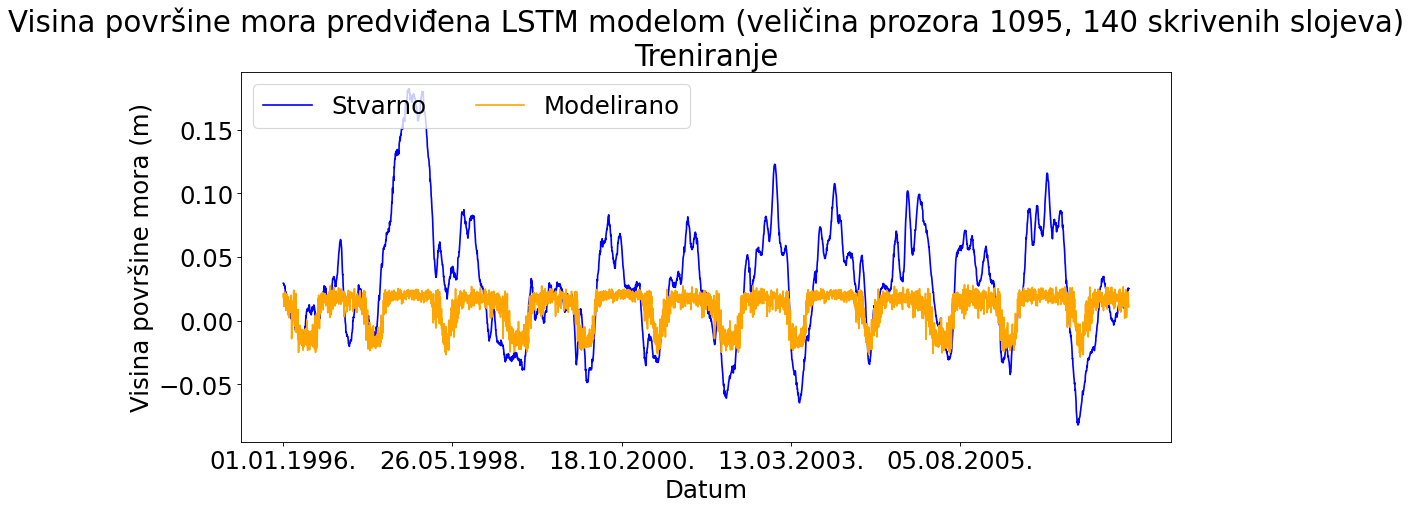 Visina površine mora predviđena LSTM modelom (veličina prozora 1095, 140 skrivenih slojeva)
Treniranje
Stvarno Modelirano
Visina površine mora (m)
0.15
0.10
0.05
0.00
−0.05
01.01.1996. 26.05.1998. 18.10.2000. 13.03.2003. 05.08.2005.
Datum